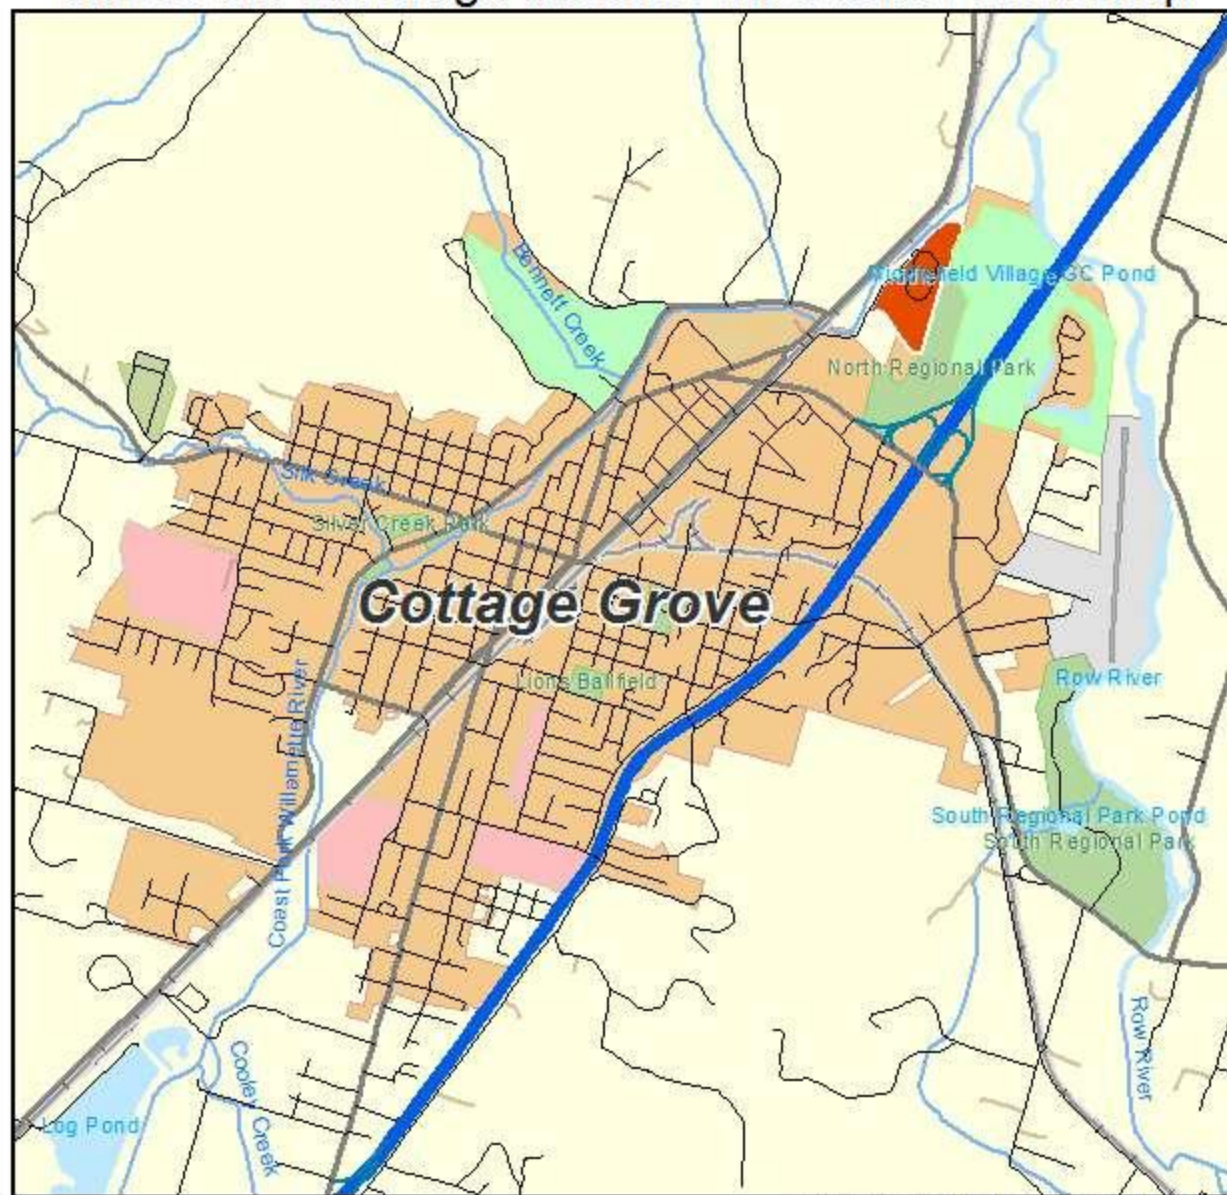 Bennett Creek
Village GC Pond
North Regional Park
Silk Creek
Silver Creek Park
Cottage Grove
Lions Ballfield
Row River
Coast Fork Willamette River
South Regional Park Pond
South Regional Park
Row River
Cooley Creek
Log Pond